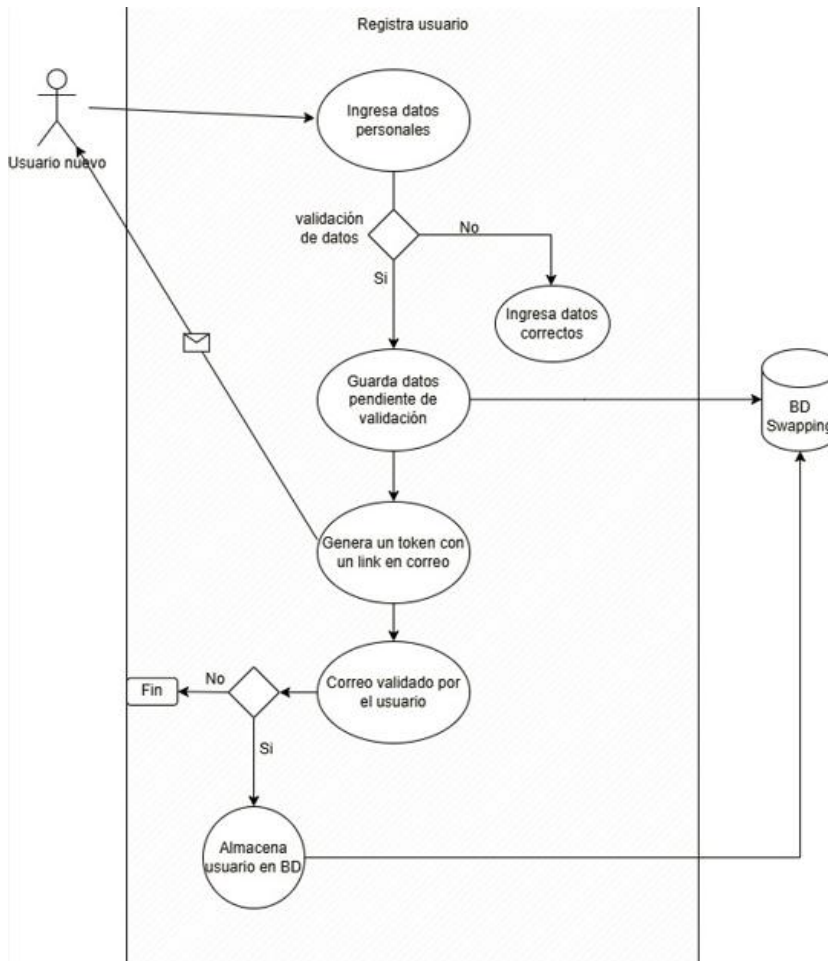 Registra usuario
Ingresa datos
personales
Usuario nuevo
validación
de datos
No
Si
Ingresa datos
correctos
Guarda datos
pendiente de
validación
BD
Swapping
Genera un token con
un link en correo
Correo validado por
el usuario
No
Fin
Si
Almacena
usuario en BD